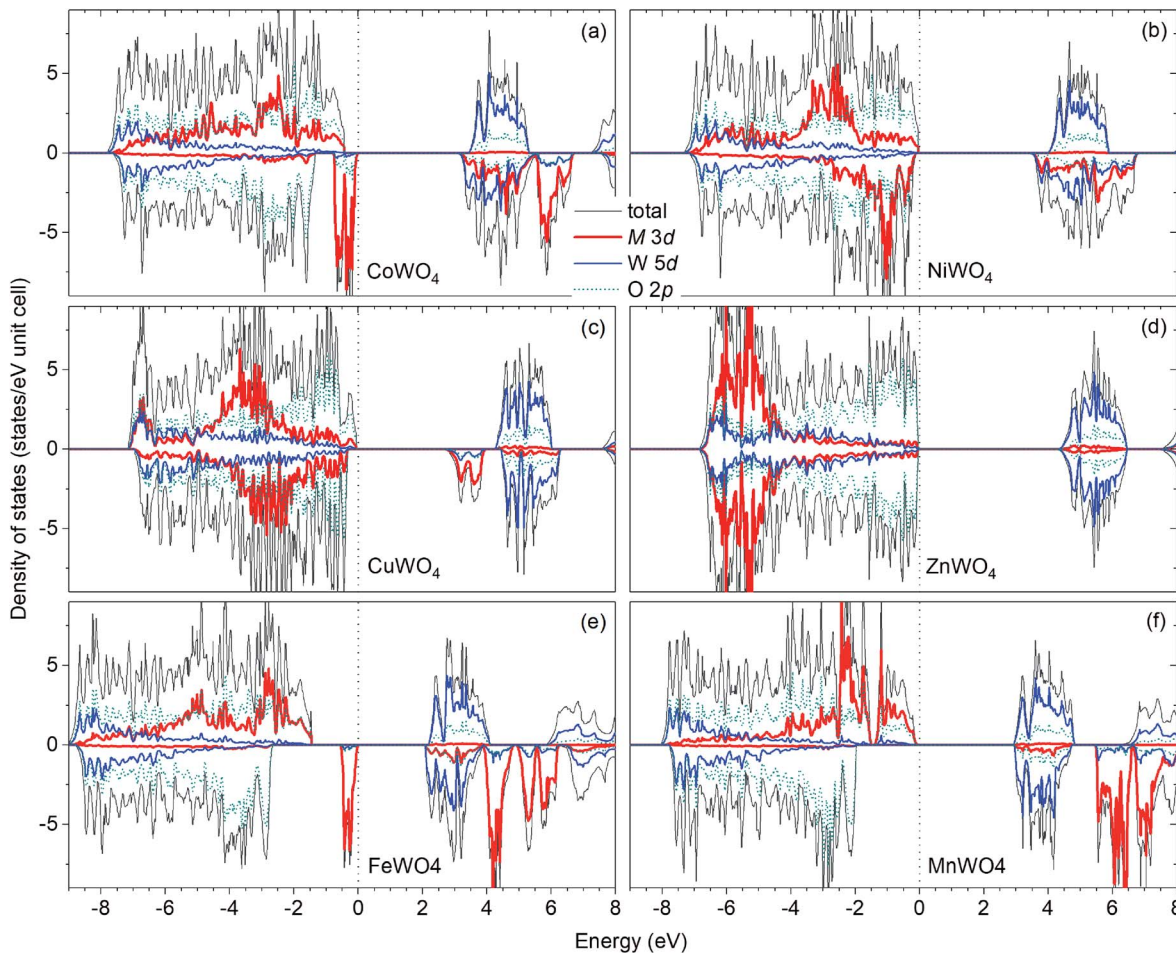 Density of states (states/eV unit cell)
(a)
5
0
-5
CoWO₄
(b)
NiWO₄
total
M 3d
W 5d
O 2p
(c)
5
0
-5
CuWO₄
(d)
ZnWO₄
(e)
5
0
-5
FeWO4
(f)
MnWO4
-8 -6 -4 -2 0 2 4 6 8
-8 -6 -4 -2 0 2 4 6 8
Energy (eV)